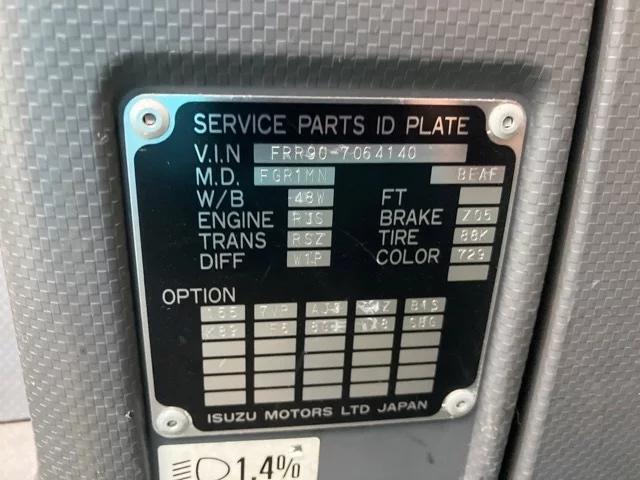 SERVICE PARTS ID PLATE
V.I.N FRR90-7064140
M.D. FGR1MN BEAF
W/B 48W FT
ENGINE RJS BRAKE Z05
TRANS RSZ TIRE 88K
DIFF W1P COLOR 729
OPTION
ISUZU MOTORS LTD JAPAN
1.4%